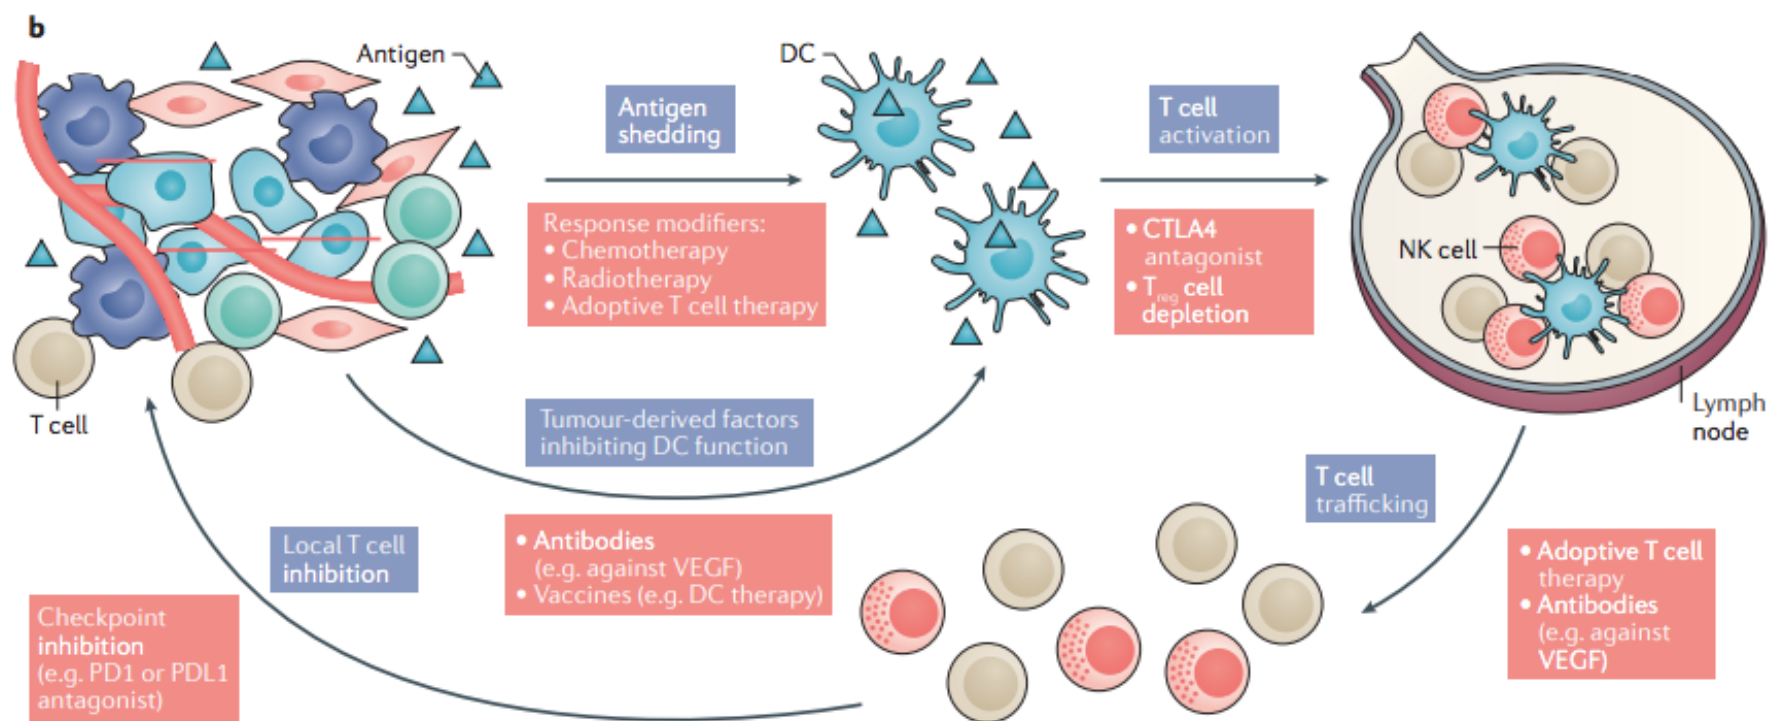 b
Antigen
DC
Antigen
shedding
T cell
activation
Response modifiers:
• Chemotherapy
• Radiotherapy
• Adoptive T cell therapy
• CTLA4
antagonist
• Treg cell
depletion
NK cell
T cell
Lymph
node
Tumour-derived factors
inhibiting DC function
T cell
trafficking
Local T cell
inhibition
• Antibodies
(e.g. against VEGF)
• Vaccines (e.g. DC therapy)
• Adoptive T cell
therapy
• Antibodies
(e.g. against
VEGF)
Checkpoint
inhibition
(e.g. PD1 or PDL1
antagonist)